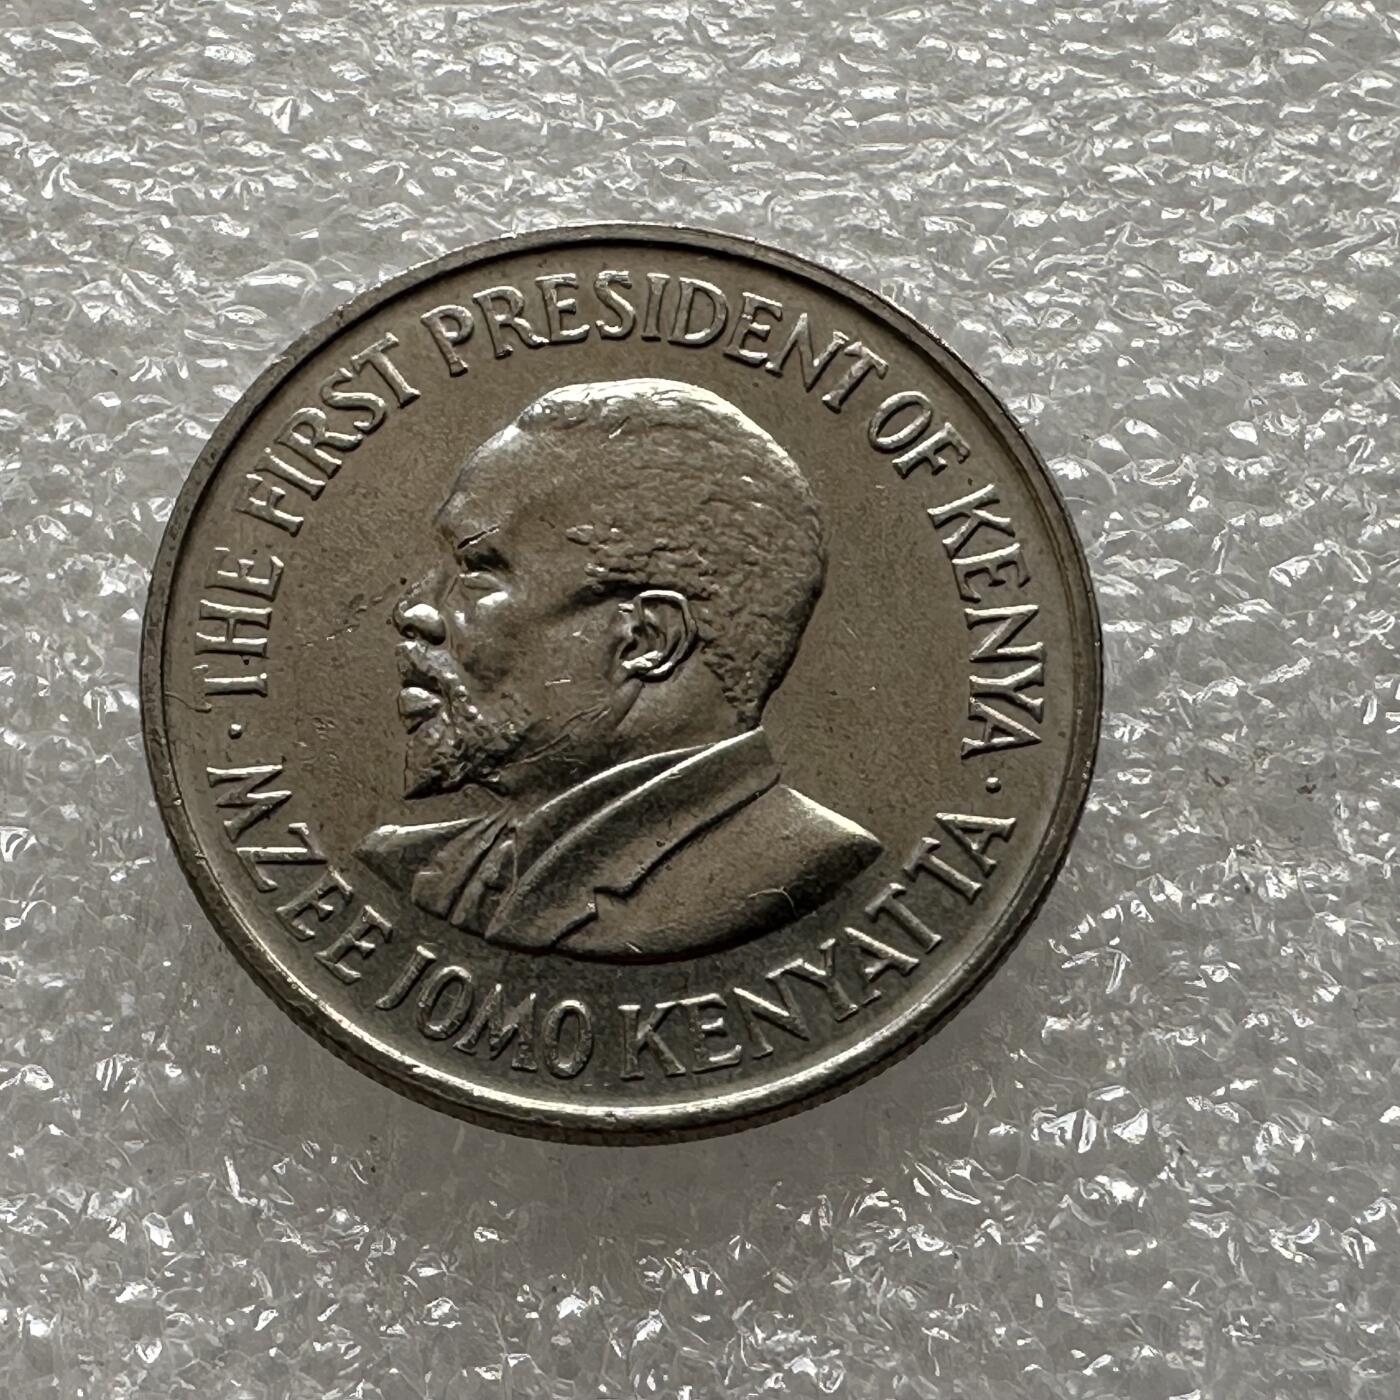 · THE FIRST PRESIDENT OF KENYA ·
MZEE JOMO KENYATTA